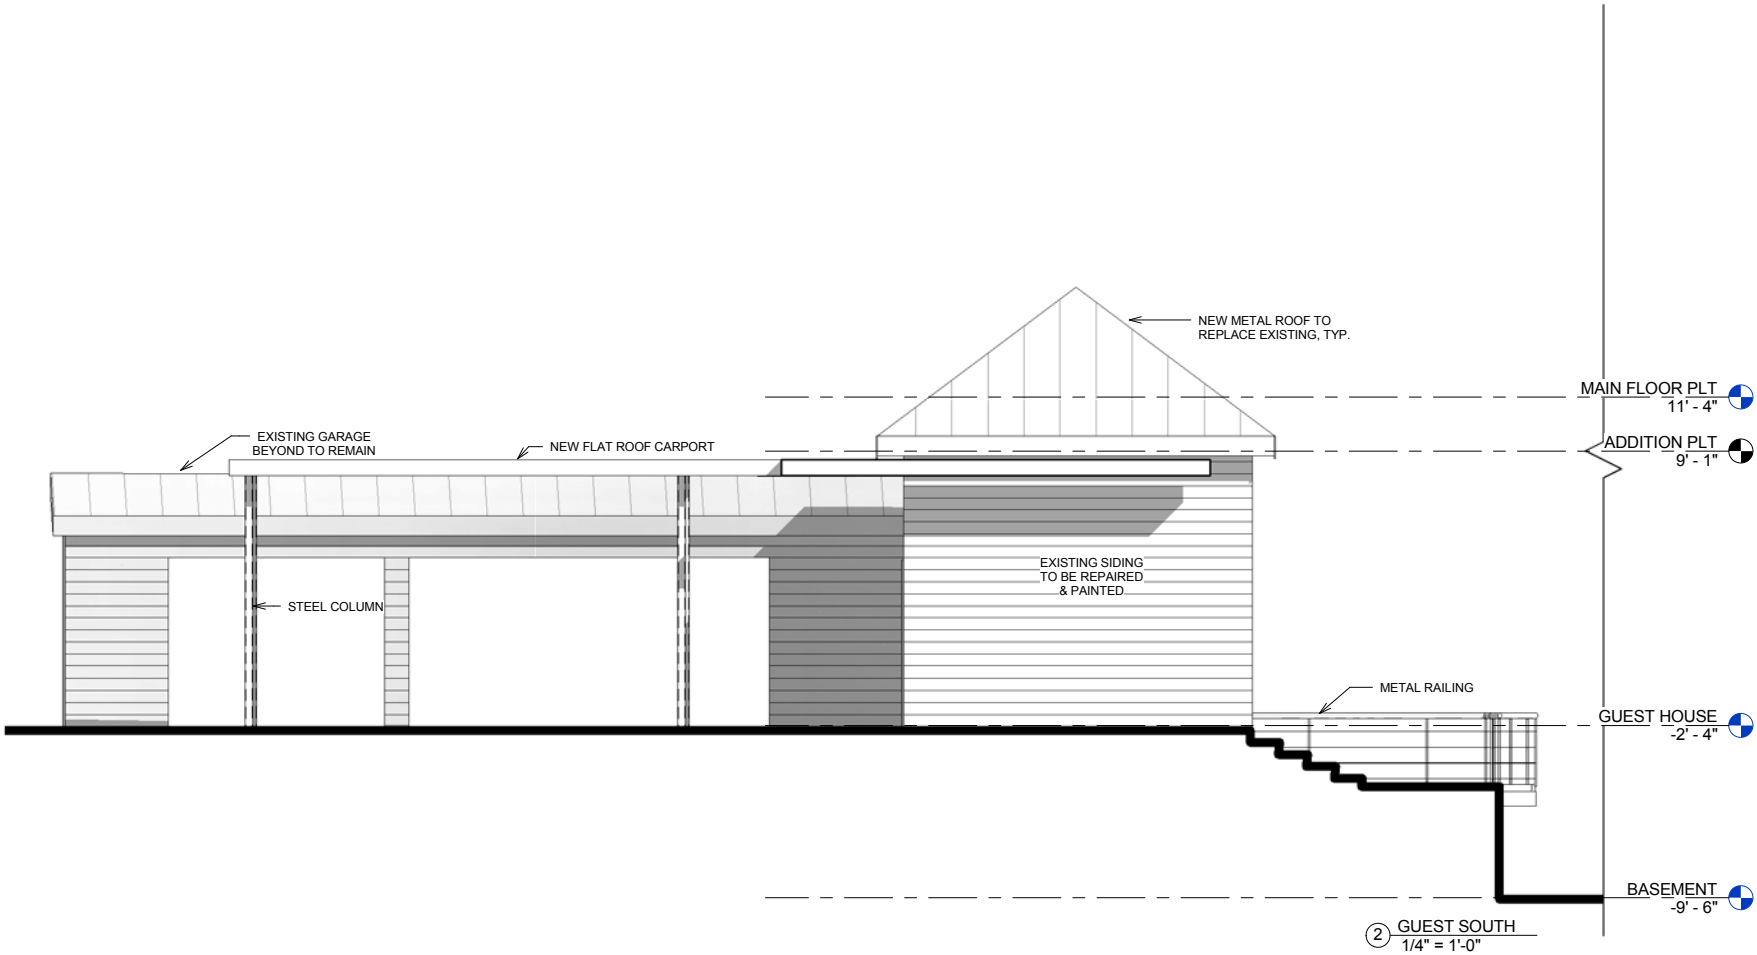 NEW METAL ROOF TO
REPLACE EXISTING, TYP.
MAIN FLOOR PLT
11' - 4"
EXISTING GARAGE
BEYOND TO REMAIN
NEW FLAT ROOF CARPORT
ADDITION PLT
9' - 1"
EXISTING SIDING
TO BE REPAIRED
& PAINTED
STEEL COLUMN
METAL RAILING
GUEST HOUSE
-2' - 4"
BASEMENT
-9' - 6"
2 GUEST SOUTH
1/4" = 1'-0"